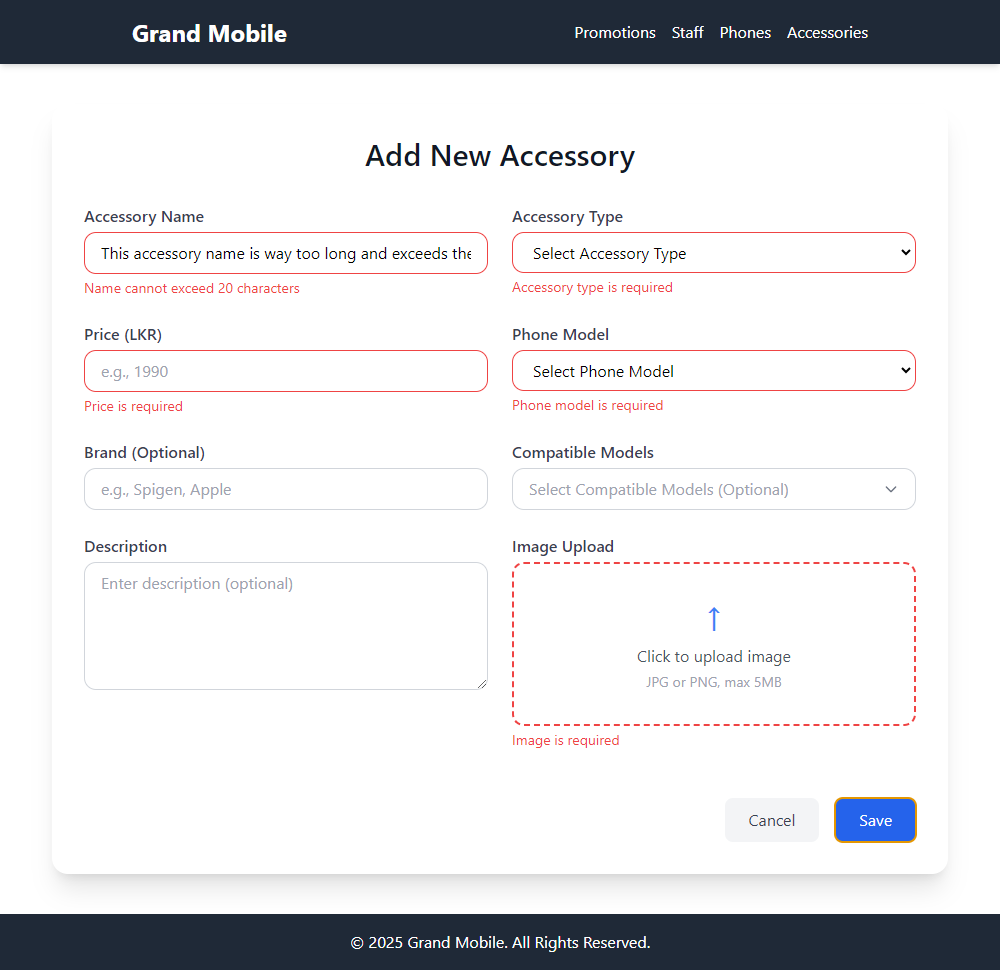 Grand Mobile
Promotions Staff Phones Accessories
Add New Accessory
Accessory Name
This accessory name is way too long and exceeds the
Name cannot exceed 20 characters
Accessory Type
Select Accessory Type
Accessory type is required
Price (LKR)
e.g., 1990
Price is required
Phone Model
Select Phone Model
Phone model is required
Brand (Optional)
e.g., Spigen, Apple
Compatible Models
Select Compatible Models (Optional)
Description
Enter description (optional)
Image Upload
Click to upload image
JPG or PNG, max 5MB
Image is required
Cancel
Save
© 2025 Grand Mobile. All Rights Reserved.